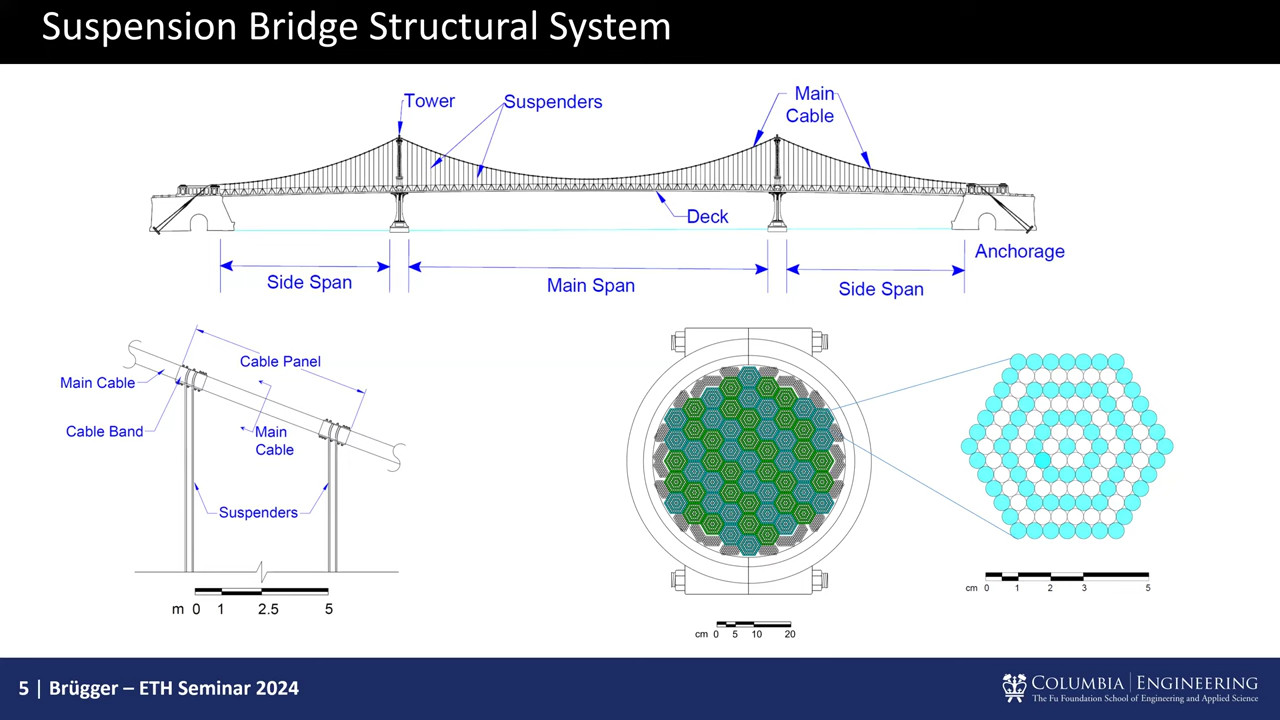 Suspension Bridge Structural System
Tower
Suspenders
Main
Cable
Deck
Anchorage
Side Span
Main Span
Side Span
Cable Panel
Main Cable
Cable Band
Main
Cable
Suspenders
m 0 1 2.5 5
cm 0 5 10 20
cm 0 1 2 3 5
5 | Brügger – ETH Seminar 2024
COLUMBIA | ENGINEERING
The Fu Foundation School of Engineering and Applied Science